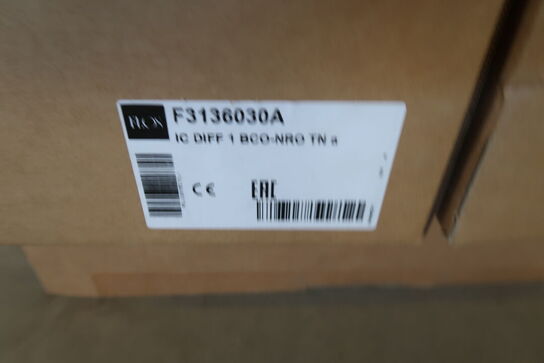 FLOS
F3136030A
IC DIFF 1 BCO-NRO TN a
CE
EAC